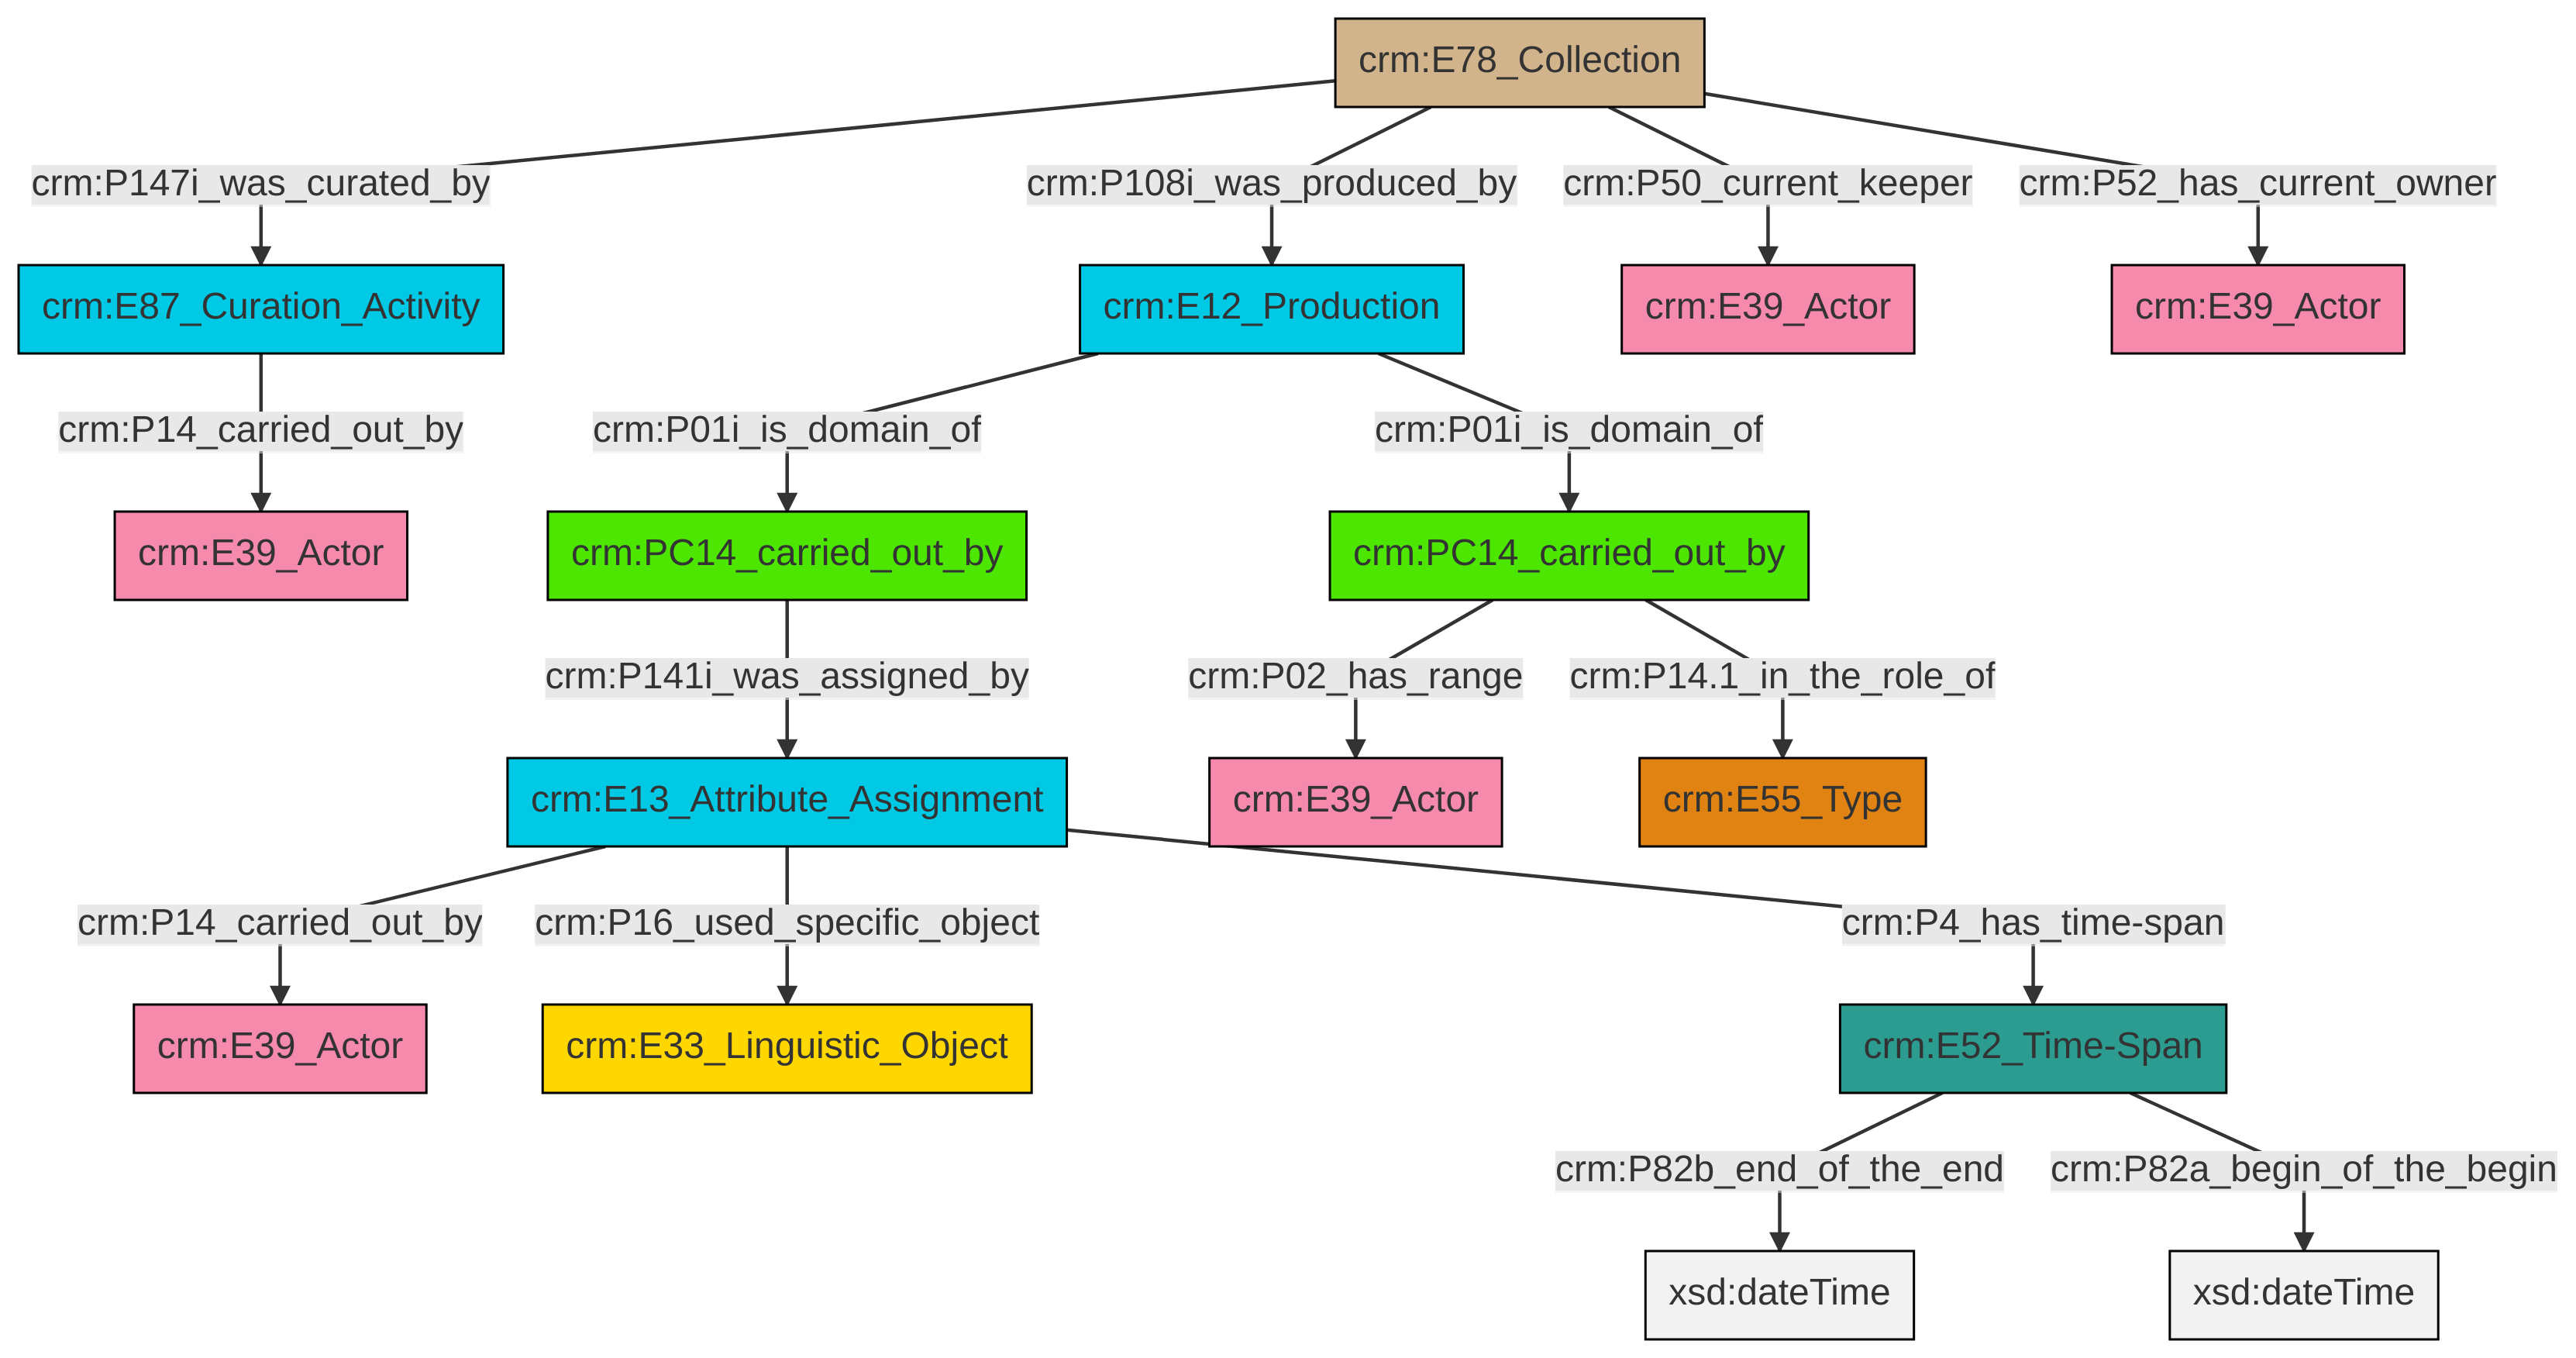 crm:E78_Collection
crm:P147i_was_curated_by
crm:P108i_was_produced_by
crm:P50_current_keeper
crm:P52_has_current_owner
crm:E87_Curation_Activity
crm:E12_Production
crm:E39_Actor
crm:E39_Actor
crm:P14_carried_out_by
crm:P01i_is_domain_of
crm:P01i_is_domain_of
crm:E39_Actor
crm:PC14_carried_out_by
crm:PC14_carried_out_by
crm:P141i_was_assigned_by
crm:P02_has_range
crm:P14.1_in_the_role_of
crm:E13_Attribute_Assignment
crm:E39_Actor
crm:E55_Type
crm:P14_carried_out_by
crm:P16_used_specific_object
crm:P4_has_time-span
crm:E39_Actor
crm:E33_Linguistic_Object
crm:E52_Time-Span
crm:P82b_end_of_the_end
crm:P82a_begin_of_the_begin
xsd:dateTime
xsd:dateTime